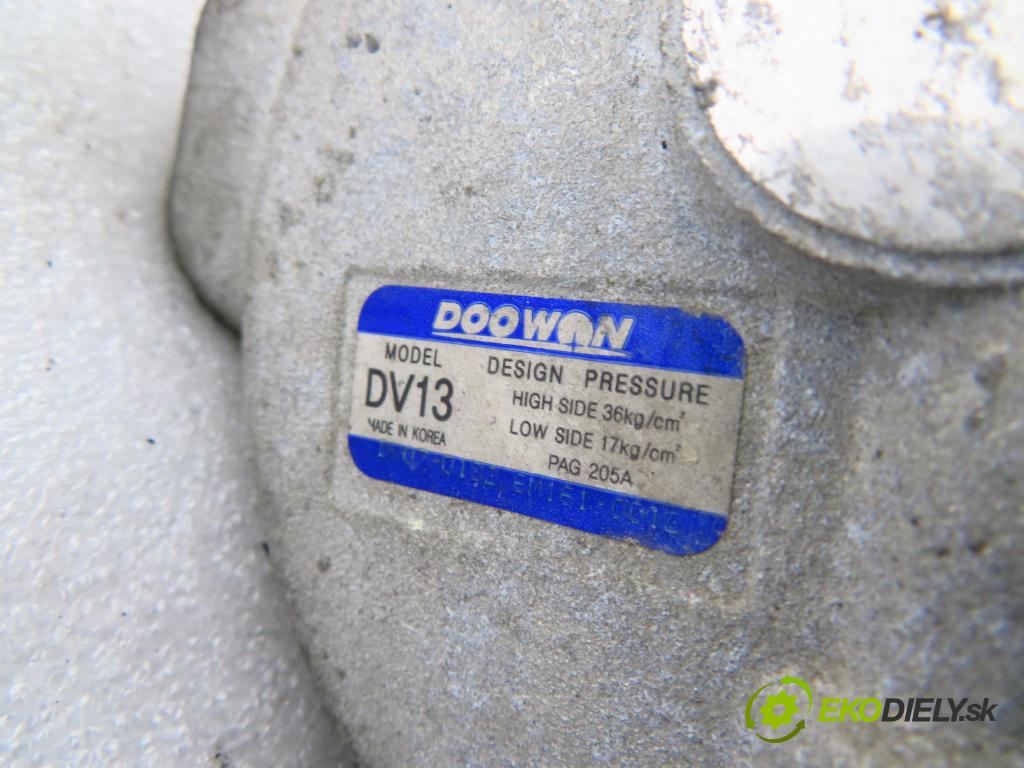 DOOWON
MODEL
DV13
MADE IN KOREA
DESIGN PRESSURE
HIGH SIDE 36kg/cm²
LOW SIDE 17kg/cm²
PAG 205A
EKODIELY.sk